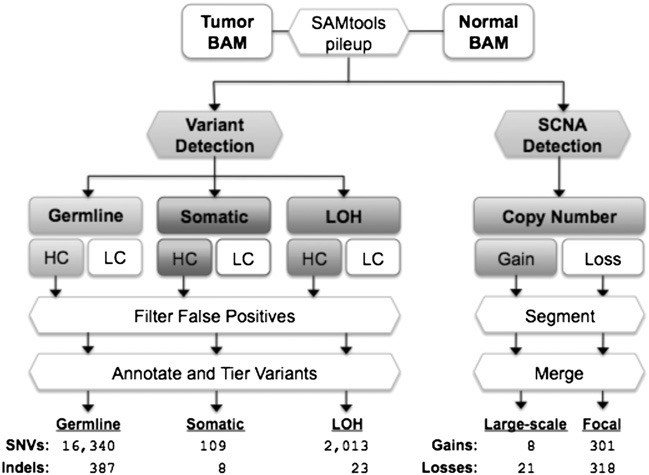 Tumor BAM
SAMtools pileup
Normal BAM
Variant Detection
SCNA Detection
Germline
Somatic
LOH
Copy Number
HC
LC
HC
LC
HC
LC
Gain
Loss
Filter False Positives
Segment
Annotate and Tier Variants
Merge
Germline Somatic LOH Large-scale Focal
SNVs: 16,340 109 2,013 Gains: 8 301
Indels: 387 8 23 Losses: 21 318